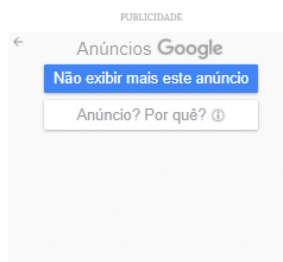 PUBLICIDADE
Anúncios Google
Não exibir mais este anúncio
Anúncio? Por quê?